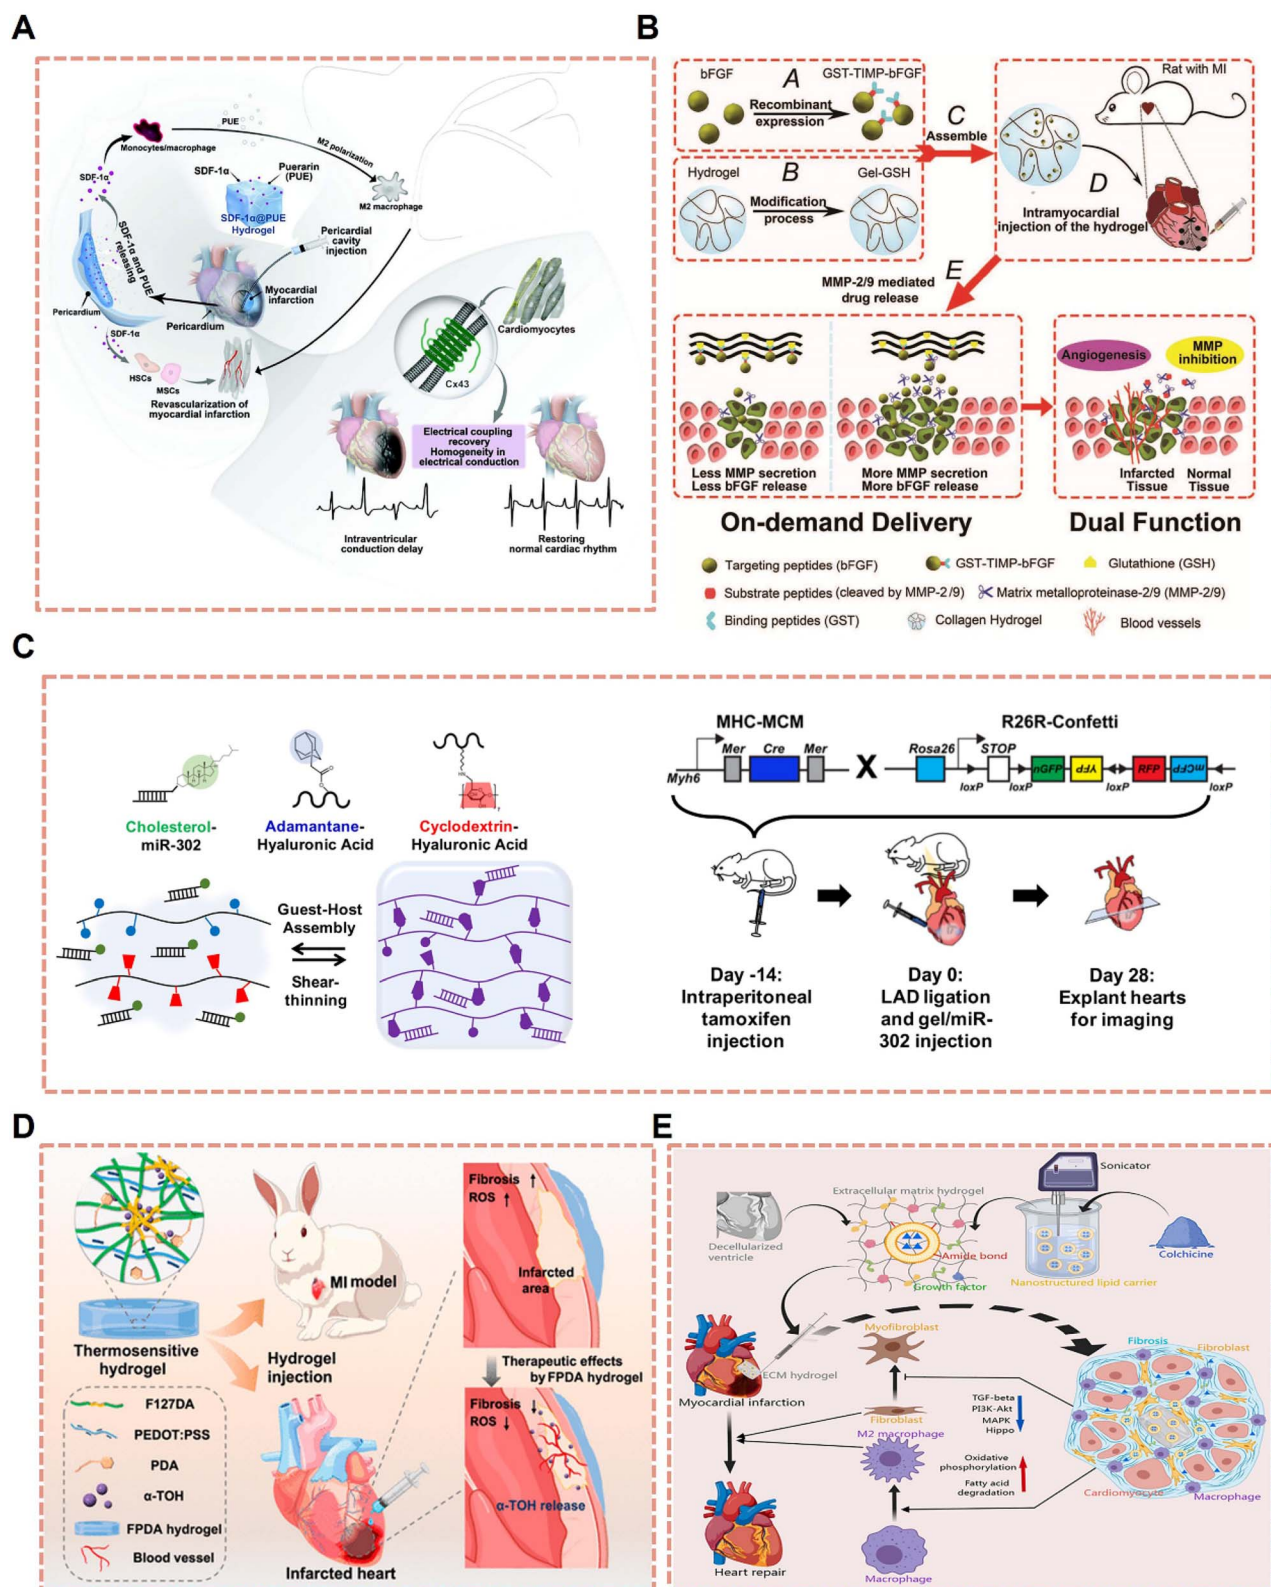 A
PUE
Monocytes/macrophage
M2 polarization
SDF-1α
SDF-1α
Puerarin
(PUE)
M2 macrophage
SDF-1α@PUE
Hydrogel
Pericardial
cavity
injection
SDF-1α and PUE
releasing
Myocardial
infarction
Pericardium
Pericardium
SDF-1α
HSCs
MSCs
Revascularization of
myocardial infarction
Cardiomyocytes
Cx43
Electrical coupling
recovery
Homogeneity in
electrical conduction
Intraventricular
conduction delay
Restoring
normal cardiac rhythm
B
bFGF
A
GST-TIMP-bFGF
Recombinant
expression
Hydrogel
B
Gel-GSH
Modification
process
C
Assemble
Rat with MI
D
Intramyocardial
injection of the hydrogel
E
MMP-2/9 mediated
drug release
Less MMP secretion
Less bFGF release
More MMP secretion
More bFGF release
Angiogenesis
MMP
inhibition
Infarcted
Tissue
Normal
Tissue
On-demand Delivery
Dual Function
Targeting peptides (bFGF)
GST-TIMP-bFGF
Glutathione (GSH)
Substrate peptides (cleaved by MMP-2/9)
Matrix metalloproteinase-2/9 (MMP-2/9)
Binding peptides (GST)
Collagen Hydrogel
Blood vessels
C
Cholesterol-
miR-302
Adamantane-
Hyaluronic Acid
HN
Cyclodextrin-
Hyaluronic Acid
Guest-Host
Assembly
Shear-
thinning
MHC-MCM
Myh6
Mer
Cre
Mer
X
R26R-Confetti
Rosa26
STOP
nGFP
YFP
RFP
mCFP
loxP
loxP
loxP
loxP
Day -14:
Intraperitoneal
tamoxifen
injection
Day 0:
LAD ligation
and gel/miR-
302 injection
Day 28:
Explant hearts
for imaging
D
Thermosensitive
hydrogel
MI model
Hydrogel
injection
F127DA
PEDOT:PSS
PDA
α-TOH
FPDA hydrogel
Blood vessel
Infarcted heart
Fibrosis
ROS
Infarcted
area
Therapeutic effects
by FPDA hydrogel
Fibrosis
ROS
α-TOH release
E
Decellularized
ventricle
Extracellular matrix hydrogel
Amide bond
Growth factor
Sonicator
Nanostructured lipid carrier
Colchicine
ECM hydrogel
Myocardial infarction
Myofibroblast
Fibroblast
M2 macrophage
Macrophage
Heart repair
TGF-beta
PI3K-Akt
MAPK
Hippo
Oxidative
phosphorylation
Fatty acid
degradation
Fibrosis
Fibroblast
Cardiomyocyte
Macrophage